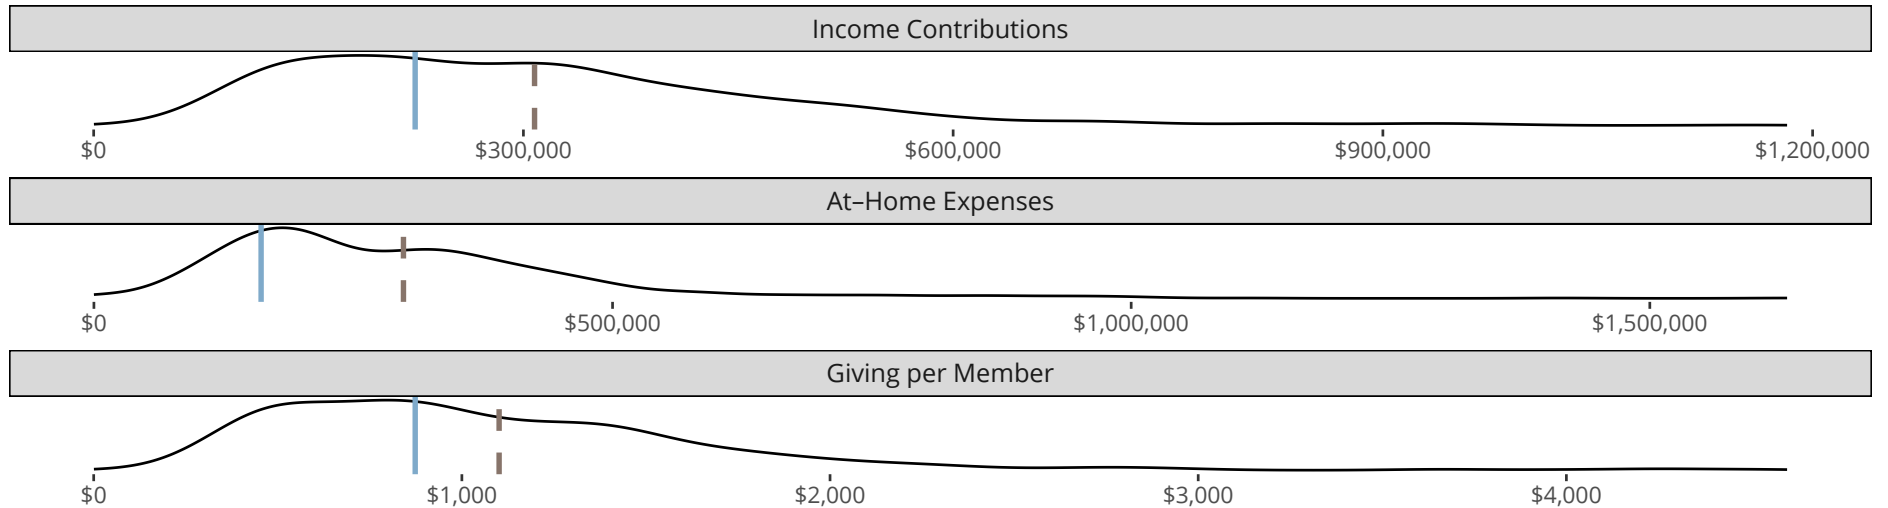 Income Contributions
$0 $300,000 $600,000 $900,000 $1,200,000
At–Home Expenses
$0 $500,000 $1,000,000 $1,500,000
Giving per Member
$0 $1,000 $2,000 $3,000 $4,000